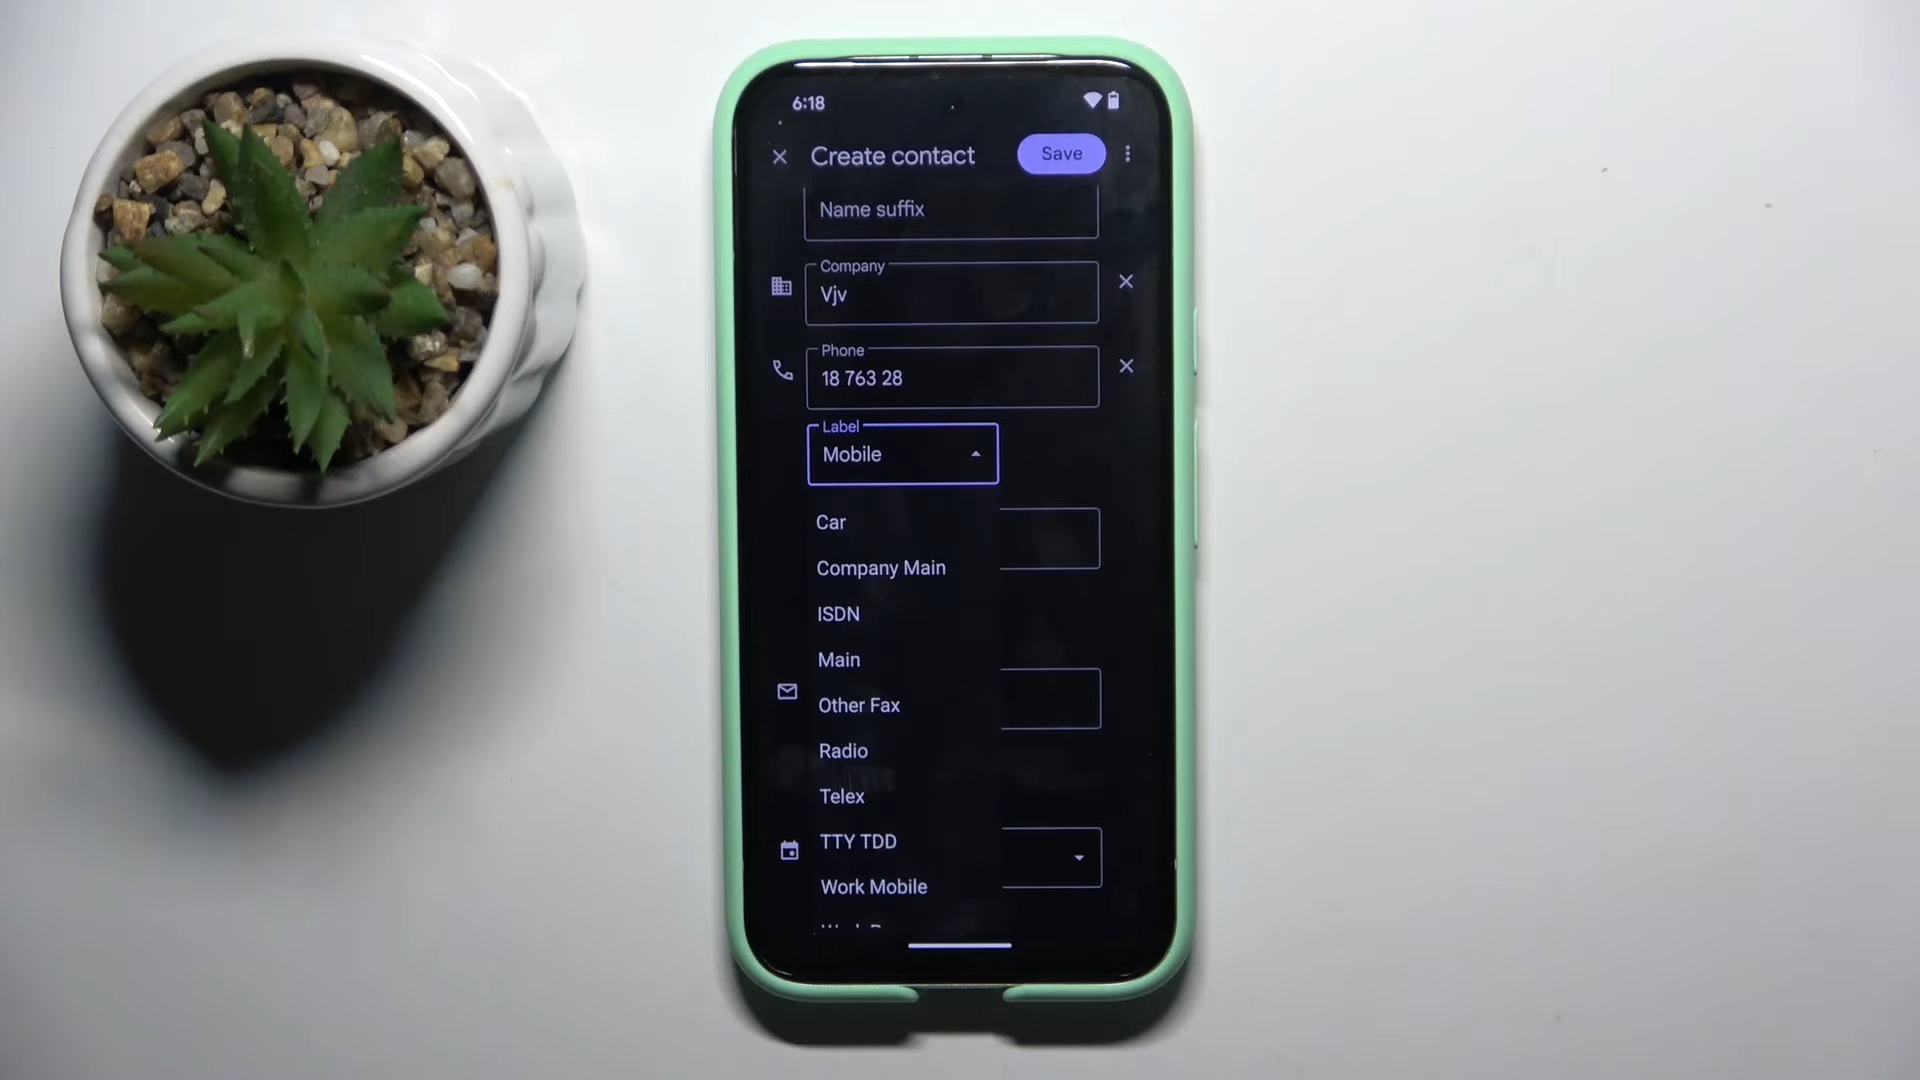 6:18
Create contact
Save
Name suffix
Company
Vjv
Phone
18 763 28
Label
Mobile
Car
Company Main
ISDN
Main
Other Fax
Radio
Telex
TTY TDD
Work Mobile